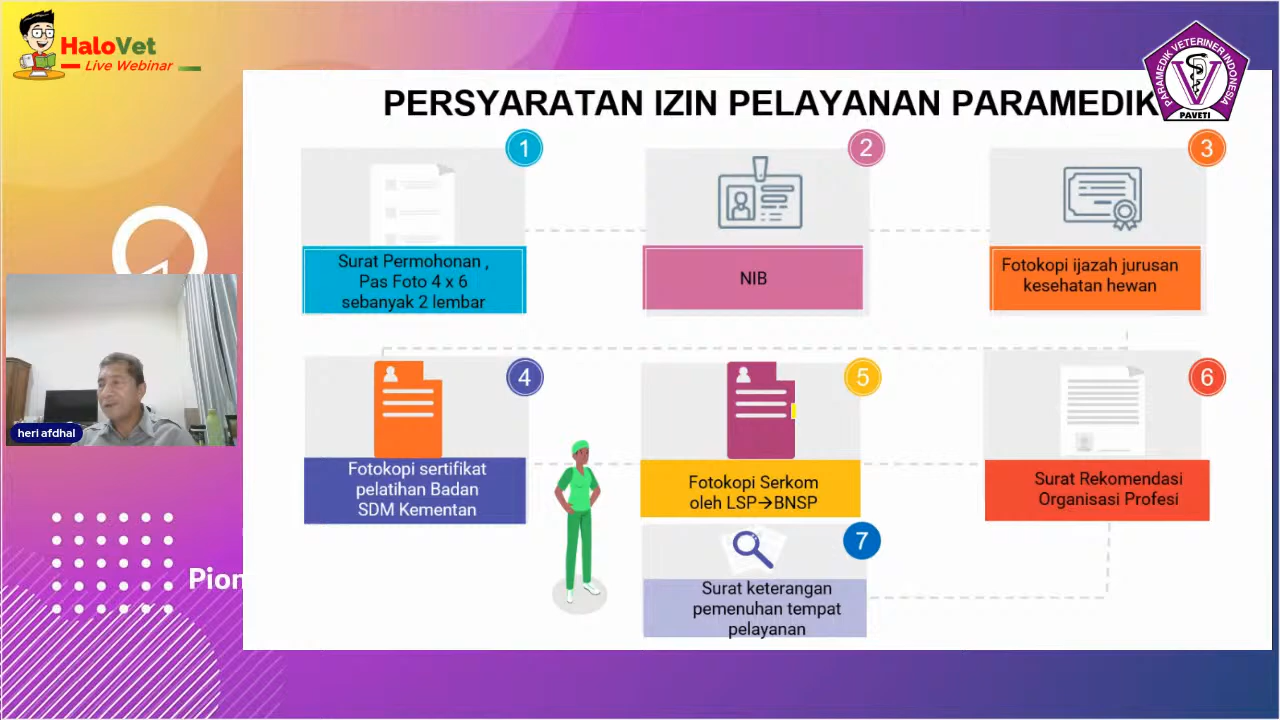 HaloVet
Live Webinar
PARAMEDIK VETERINER INDONESIA
PAVETI
PERSYARATAN IZIN PELAYANAN PARAMEDIK
1
Surat Permohonan ,
Pas Foto 4 x 6
sebanyak 2 lembar
2
NIB
3
Fotokopi ijazah jurusan
kesehatan hewan
4
Fotokopi sertifikat
pelatihan Badan
SDM Kementan
5
Fotokopi Serkom
oleh LSP→BNSP
6
Surat Rekomendasi
Organisasi Profesi
7
Surat keterangan
pemenuhan tempat
pelayanan
heri afdhal
Pion